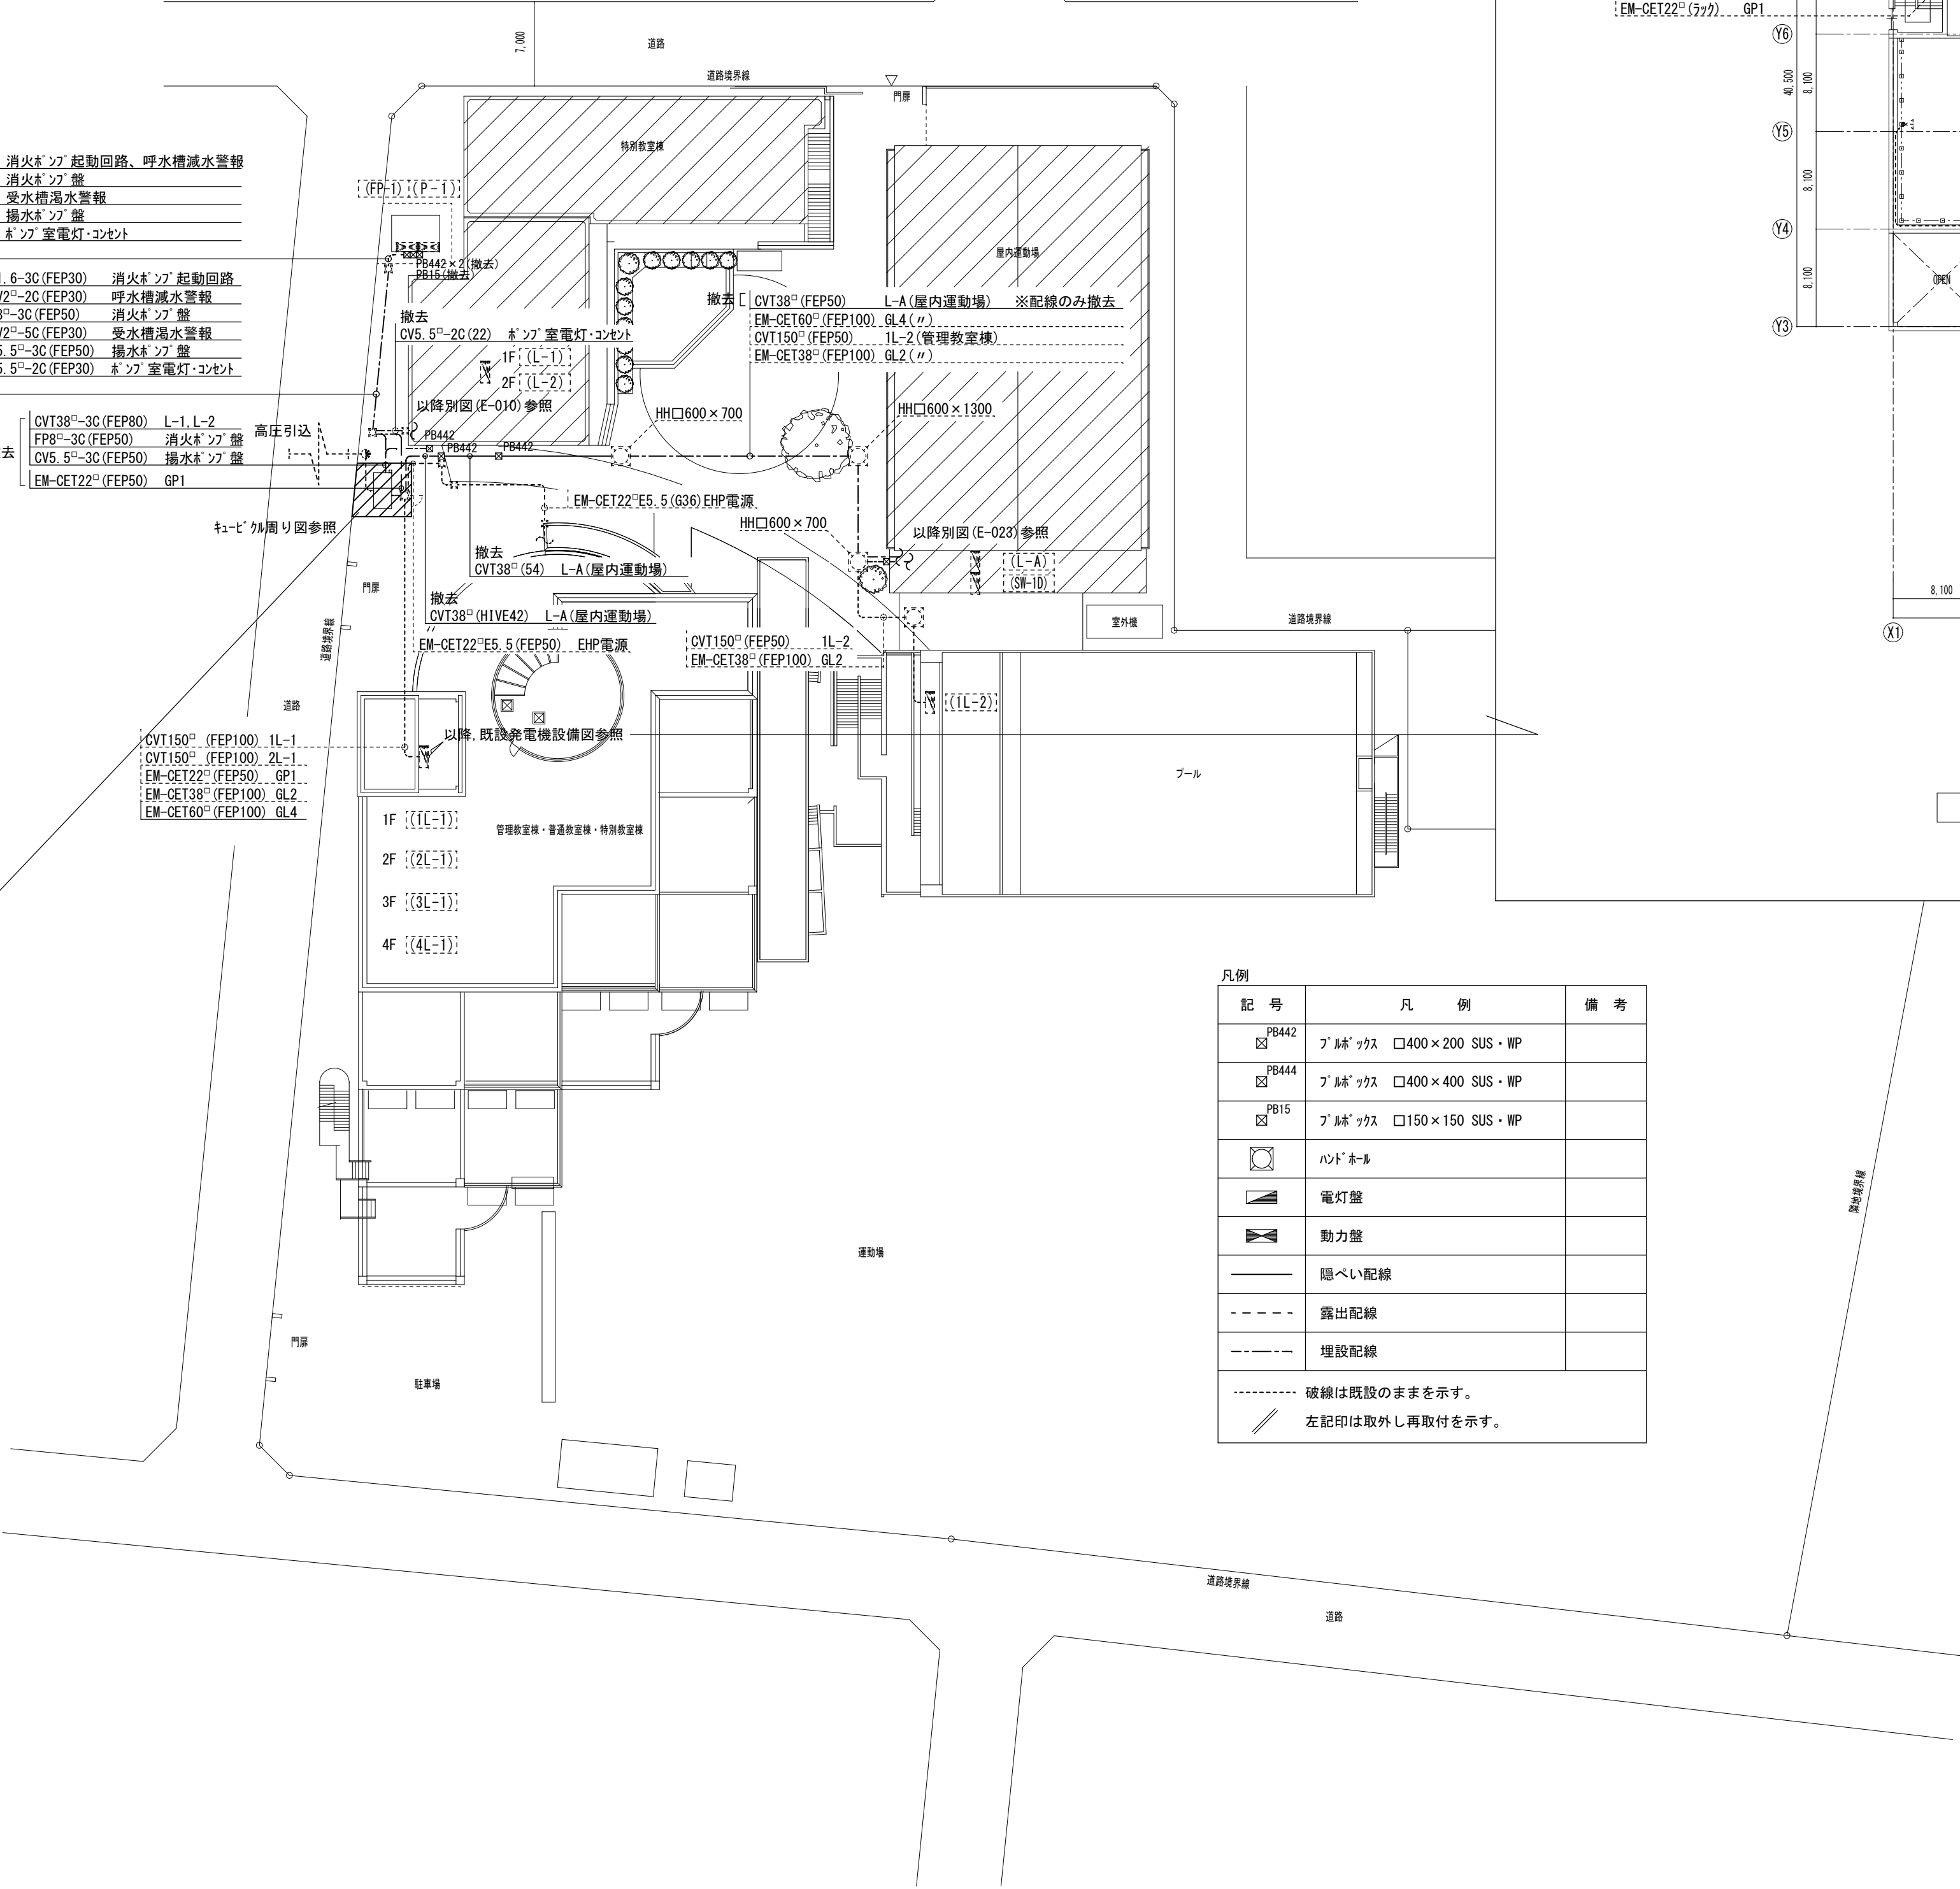 EM-CET22□(ラック) GP1
Y6
7,000
道路
道路境界線
門扉
40,500
8,100
Y5
特別教室棟
消火ﾎﾟﾝﾌﾟ起動回路、呼水槽減水警報
消火ﾎﾟﾝﾌﾟ盤
受水槽渇水警報
揚水ﾎﾟﾝﾌﾟ盤
ﾎﾟﾝﾌﾟ室電灯･ｺﾝｾﾝﾄ
(FP-1) (P-1)
8,100
Y4
屋内運動場
PB442×2(撤去)
PB15(撤去)
.6-3C(FEP30) 消火ﾎﾟﾝﾌﾟ起動回路
2□-2C(FEP30) 呼水槽減水警報
□-3C(FEP50) 消火ﾎﾟﾝﾌﾟ盤
2□-5C(FEP30) 受水槽渇水警報
.5□-3C(FEP50) 揚水ﾎﾟﾝﾌﾟ盤
.5□-2C(FEP30) ﾎﾟﾝﾌﾟ室電灯･ｺﾝｾﾝﾄ
OPEN
8,100
Y3
撤去
CVT38□(FEP50) L-A(屋内運動場) ※配線のみ撤去
EM-CET60□(FEP100) GL4(〃)
CVT150□(FEP50) 1L-2(管理教室棟)
EM-CET38□(FEP100) GL2(〃)
撤去
CV5.5□-2C(22) ﾎﾟﾝﾌﾟ室電灯･ｺﾝｾﾝﾄ
1F (L-1)
2F (L-2)
以降別図(E-010)参照
HH□600×700
HH□600×1300
去
CVT38□-3C(FEP80) L-1,L-2
FP8□-3C(FEP50) 消火ﾎﾟﾝﾌﾟ盤
CV5.5□-3C(FEP50) 揚水ﾎﾟﾝﾌﾟ盤
EM-CET22□(FEP50) GP1
高圧引込
PB442
PB442
PB442
EM-CET22□E5.5(G36)EHP電源
キュービクル周り図参照
HH□600×700
以降別図(E-023)参照
撤去
CVT38□(54) L-A(屋内運動場)
(L-A)
(SW-1D)
門扉
撤去
CVT38□(HIVE42) L-A(屋内運動場)
EM-CET22□E5.5(FEP50) EHP電源
道路境界線
CVT150□(FEP50) 1L-2
EM-CET38□(FEP100) GL2
室外機
道路境界線
8,100
X1
(1L-2)
道路
以降,既設発電機設備図参照
CVT150□ (FEP100) 1L-1
CVT150□ (FEP100) 2L-1
EM-CET22□(FEP50) GP1
EM-CET38□(FEP100) GL2
EM-CET60□(FEP100) GL4
プール
1F (1L-1)
管理教室棟・普通教室棟・特別教室棟
2F (2L-1)
3F (3L-1)
4F (4L-1)
凡例
記 号 凡 例 備 考
PB442 ﾌﾟﾙﾎﾞｯｸｽ □400×200 SUS・WP
PB444 ﾌﾟﾙﾎﾞｯｸｽ □400×400 SUS・WP
PB15 ﾌﾟﾙﾎﾞｯｸｽ □150×150 SUS・WP
ﾊﾝﾄﾞﾎｰﾙ
電灯盤
動力盤
隠ぺい配線
露出配線
埋設配線
破線は既設のままを示す。
左記印は取外し再取付を示す。
隣地境界線
運動場
門扉
駐車場
道路境界線
道路